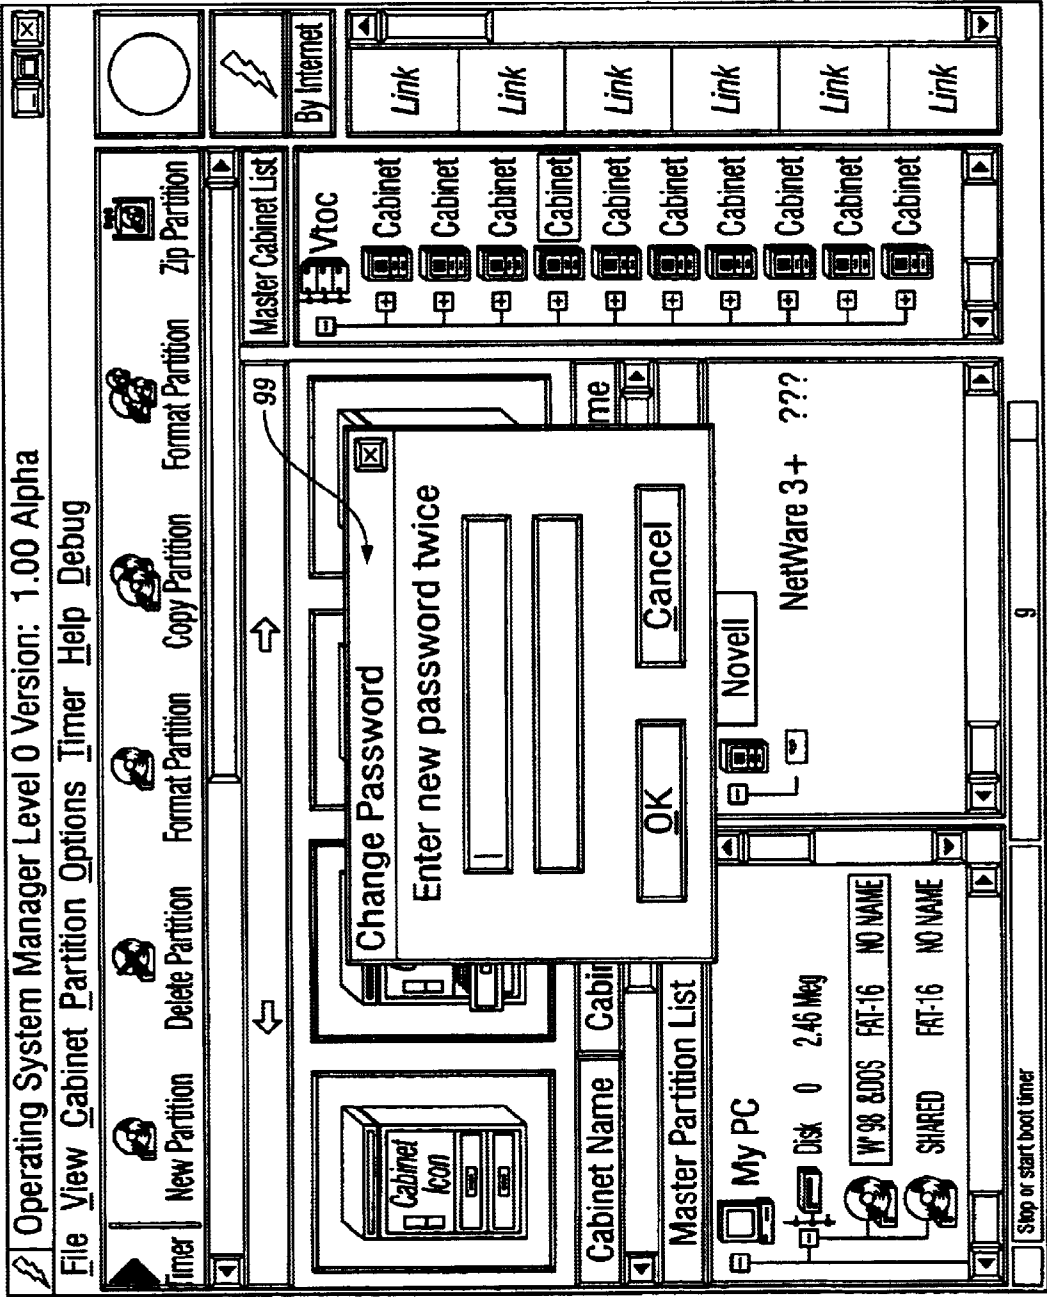 Operating System Manager Level 0 Version: 1.00 Alpha
File View Cabinet Partition Options Timer Help Debug
Timer New Partition Delete Partition Format Partition Copy Partition Format Partition Zip Partition
By Internet
99
Master Cabinet List
Vtoc
Cabinet
Cabinet
Cabinet
Cabinet
Cabinet
Cabinet
Cabinet
Cabinet
Cabinet
Cabinet
Link
Link
Link
Link
Link
Link
Cabinet
Icon
Change Password
Enter new password twice
OK Cancel
Cabinet Name Cabin me
Master Partition List
My PC
Disk 0 2.46 Meg
W' 98 &DOS FAT-16 NO NAME
SHARED FAT-16 NO NAME
Novell
NetWare 3+ ???
Stop or start boot timer
9